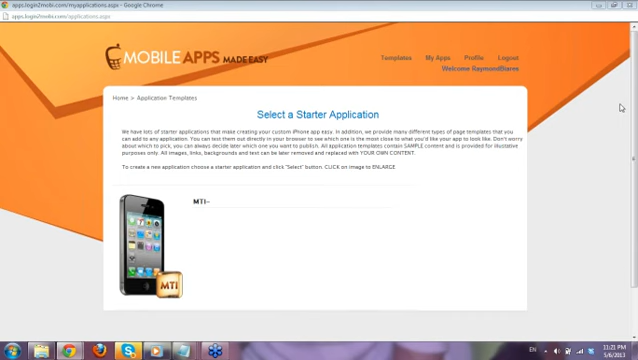 apps.login2mobi.com/myapplications.aspx - Google Chrome
apps.login2mobi.com/applications.aspx
MOBILE APPS MADE EASY
Templates My Apps Profile Logout
Welcome RaymondBiares
Home > Application Templates
Select a Starter Application
We have lots of starter applications that make creating your custom iPhone app easy. In addition, we provide many different types of page templates that you
can add to any application. You can test them out directly in your browser to see which one is the most close to what you'd like your app to look like. Don't worry
about which to pick, you can always decide later which one you want to publish. All application templates contain SAMPLE content and is provided for illustrative
purposes only. All images, links, backgrounds and text can be later removed and replaced with YOUR OWN CONTENT.
To create a new application choose a starter application and click "Select" button. CLICK on image to ENLARGE
MTI-
MTI
EN
11:21 PM
5/6/2011